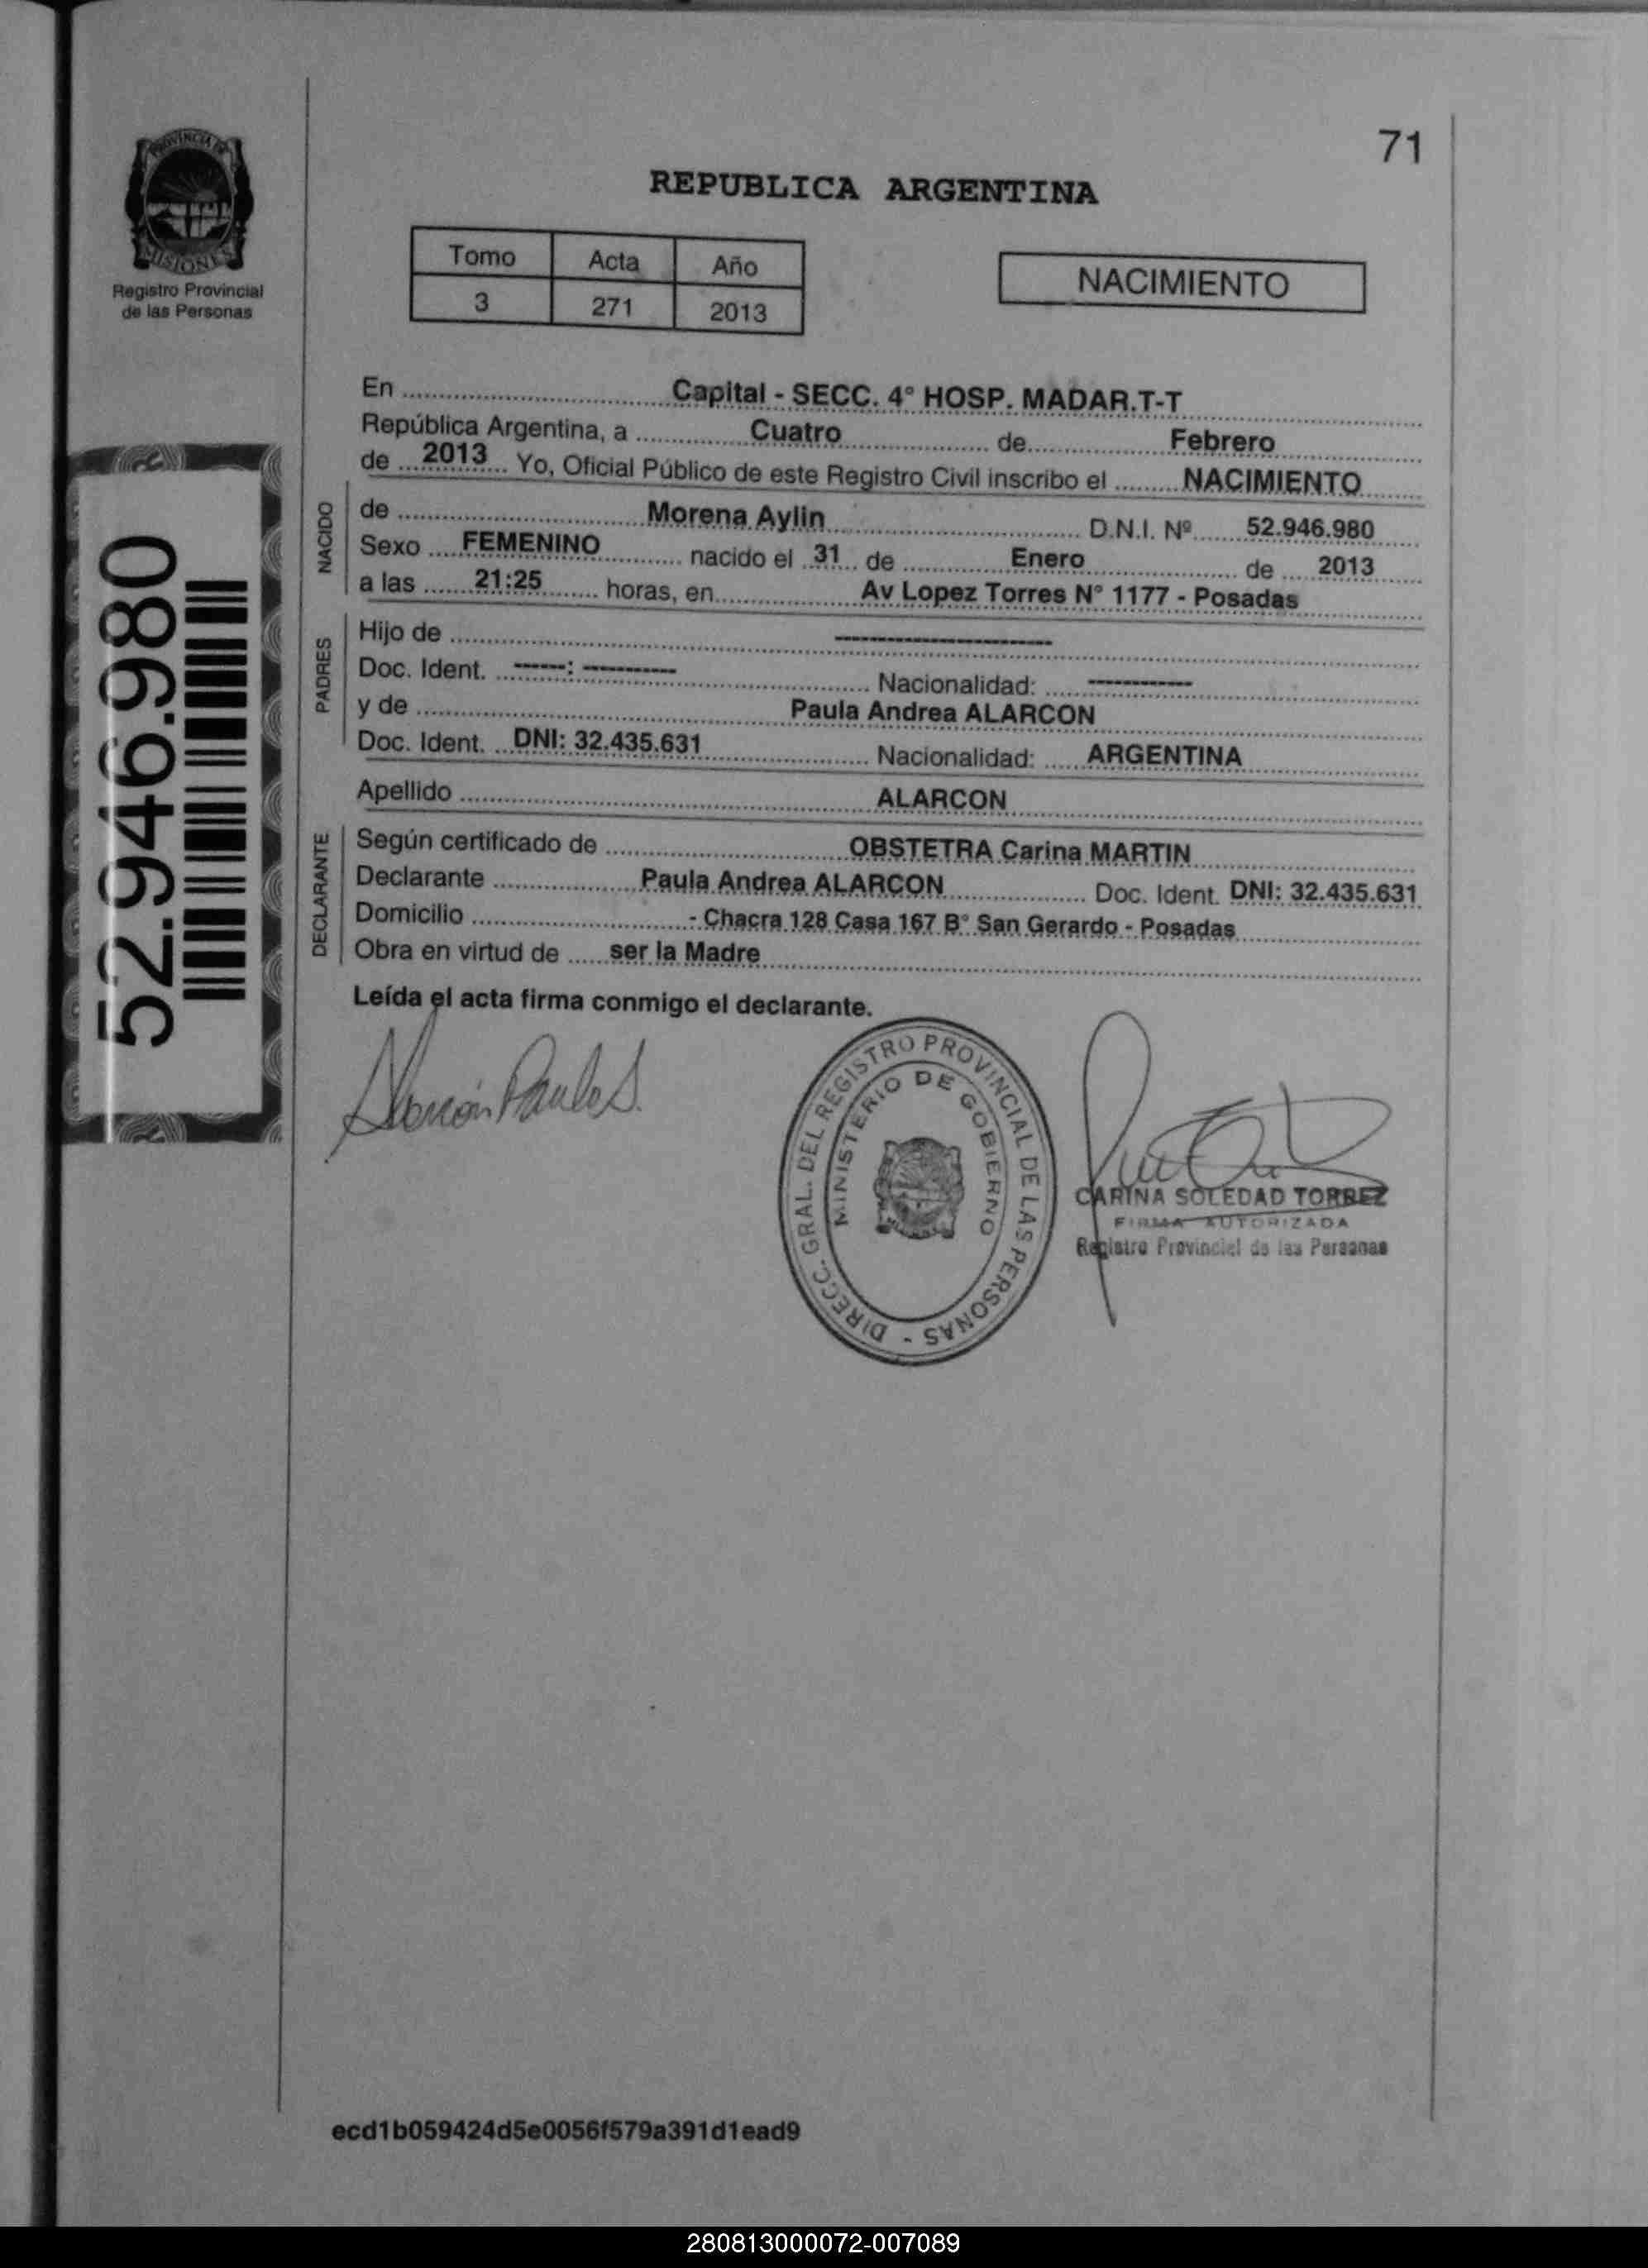 71
PROVINCIA DE
MISIONES
Registro Provincial
de las Personas
REPUBLICA ARGENTINA
Tomo Acta Año
3 271 2013
NACIMIENTO
En Capital - SECC. 4° HOSP. MADAR.T-T
República Argentina, a Cuatro de Febrero
de 2013 Yo, Oficial Público de este Registro Civil inscribo el NACIMIENTO
NACIDO
de Morena Aylin D.N.I. Nº 52.946.980
Sexo FEMENINO nacido el 31 de Enero de 2013
a las 21:25 horas, en Av Lopez Torres N° 1177 - Posadas
PADRES
Hijo de --------------------
Doc. Ident. ------: ---------- Nacionalidad: ------------
y de Paula Andrea ALARCON
Doc. Ident. DNI: 32.435.631 Nacionalidad: ARGENTINA
Apellido ALARCON
DECLARANTE
Según certificado de OBSTETRA Carina MARTIN
Declarante Paula Andrea ALARCON Doc. Ident. DNI: 32.435.631
Domicilio - Chacra 128 Casa 167 B° San Gerardo - Posadas
Obra en virtud de ser la Madre
Leída el acta firma conmigo el declarante.
52.946.980
Alarcón Paula A.
DIRECC. GRAL. DEL REGISTRO PROVINCIAL DE LAS PERSONAS -
MINISTERIO DE GOBIERNO
CARINA SOLEDAD TORREZ
FIRMA AUTORIZADA
Registro Provincial de las Personas
ecd1b059424d5e0056f579a391d1ead9
280813000072-007089